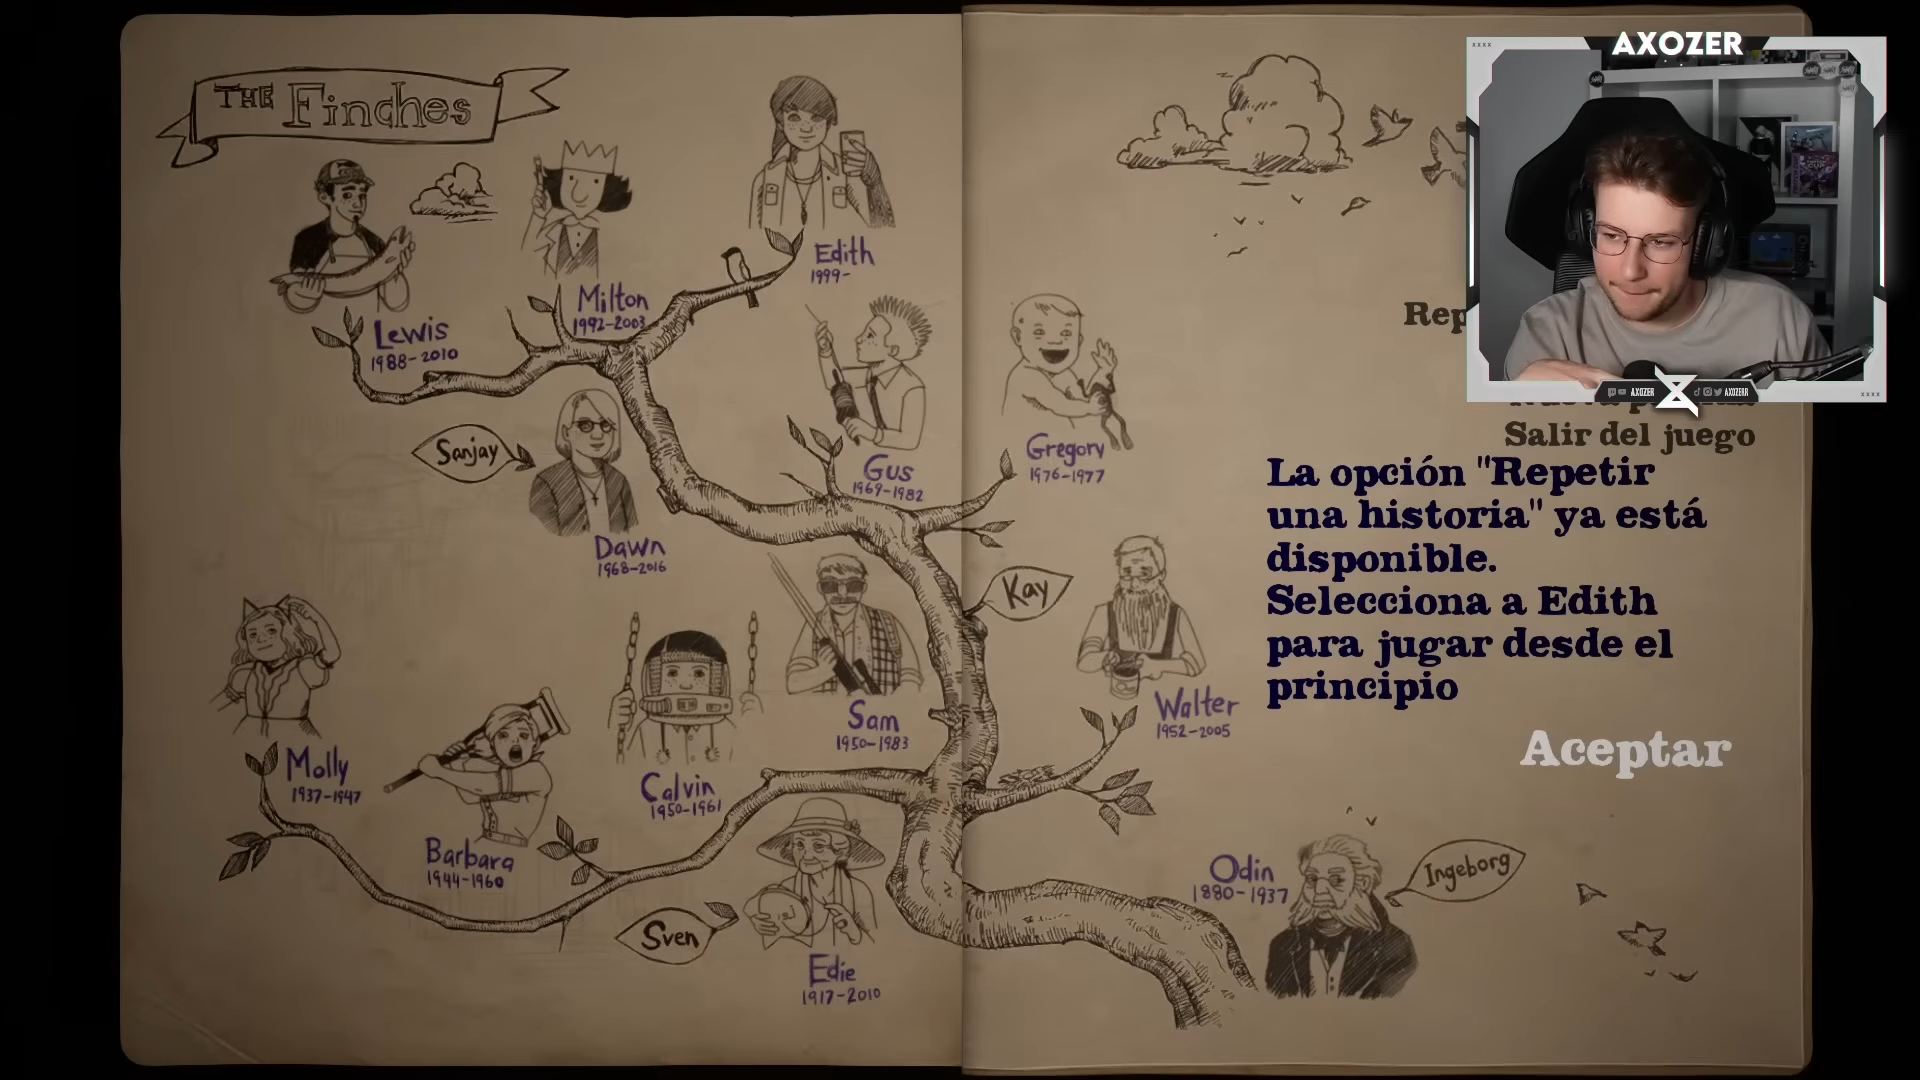 AXOZER
THE Finches
Edith
1999-
Milton
1992-2003
Lewis
1988-2010
Rep
Sanjay
Gus
1969-1982
Gregory
1976-1977
AXOZER
AXOZERR
Salir del juego
La opción "Repetir
una historia" ya está
disponible.
Selecciona a Edith
para jugar desde el
principio
Aceptar
Dawn
1968-2016
Kay
Sam
1950-1983
Walter
1952-2005
Molly
1937-1947
Calvin
1950-1961
Barbara
1944-1960
Odin
1880-1937
Ingeborg
Sven
Edie
1917-2010